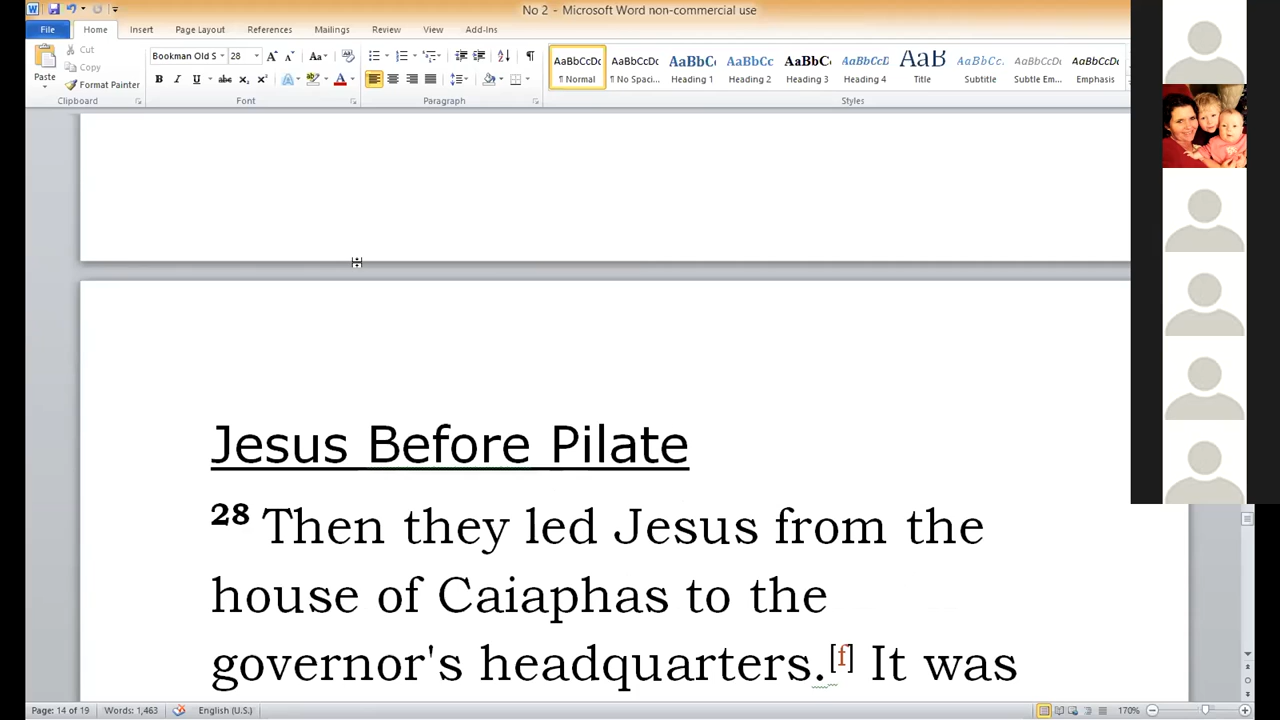 No 2 - Microsoft Word non-commercial use
File Home Insert Page Layout References Mailings Review View Add-Ins
Paste
Cut
Copy
Format Painter
Clipboard
Bookman Old S 28
Font
Paragraph
AaBbCcDc AaBbCcDc AaBbC AaBbCc AaBbCc AaBbCcD AaB AaBbCc. AaBbCcDc AaBbCcDc
¶ Normal ¶ No Spaci... Heading 1 Heading 2 Heading 3 Heading 4 Title Subtitle Subtle Em... Emphasis
Styles
Jesus Before Pilate
28 Then they led Jesus from the
house of Caiaphas to the
governor's headquarters.[f] It was
Page: 14 of 19 Words: 1,463 English (U.S.) 170%